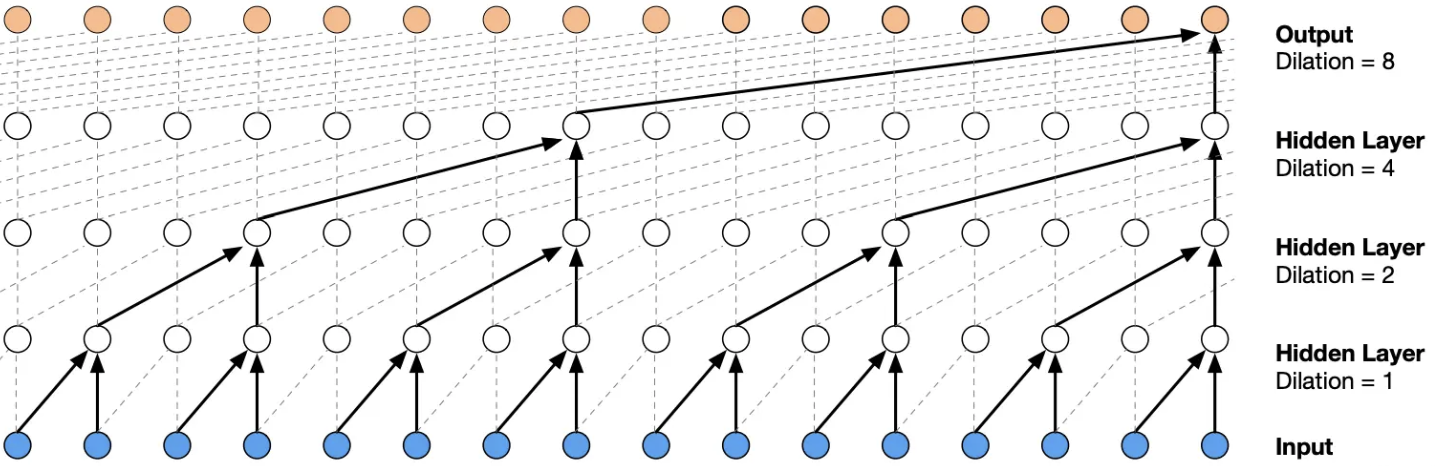 Output
Dilation = 8
Hidden Layer
Dilation = 4
Hidden Layer
Dilation = 2
Hidden Layer
Dilation = 1
Input